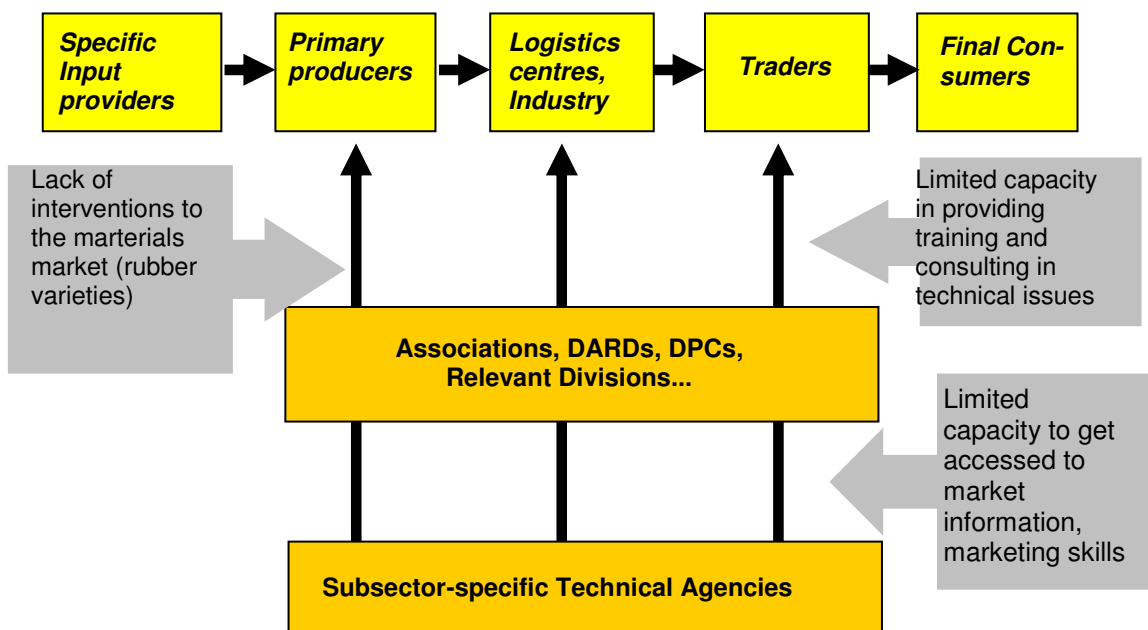 Specific
Input
providers
Primary
producers
Logistics
centres,
Industry
Traders
Final Con-
sumers
Lack of
interventions to
the marterials
market (rubber
varieties)
Limited capacity
in providing
training and
consulting in
technical issues
Associations, DARDs, DPCs,
Relevant Divisions...
Limited
capacity to get
accessed to
market
information,
marketing skills
Subsector-specific Technical Agencies